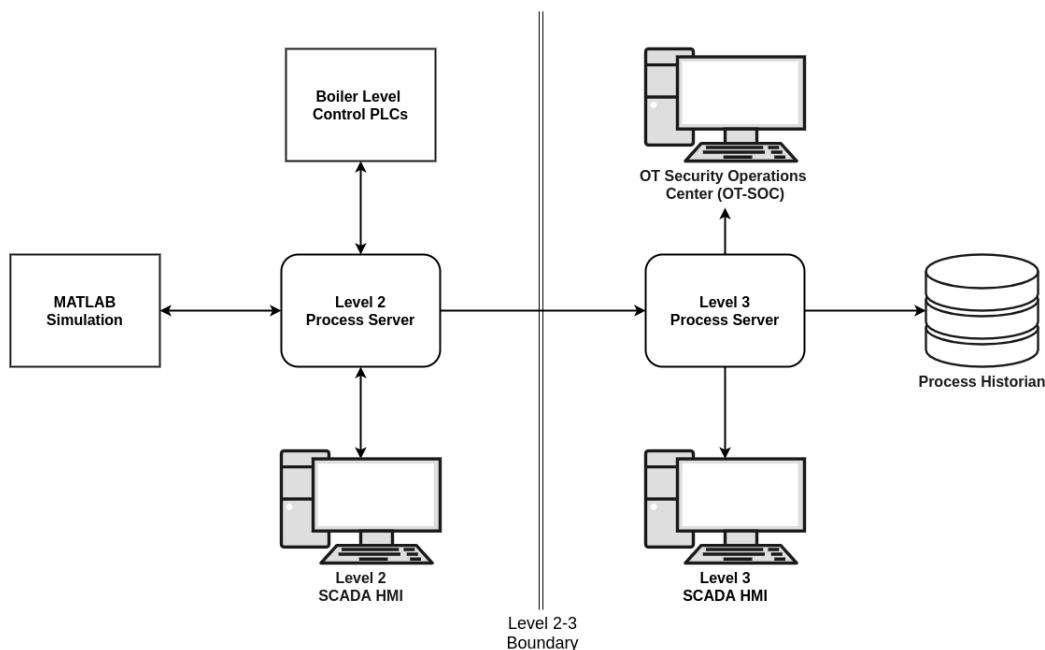 Boiler Level
Control PLCs
OT Security Operations
Center (OT-SOC)
MATLAB
Simulation
Level 2
Process Server
Level 3
Process Server
Process Historian
Level 2
SCADA HMI
Level 3
SCADA HMI
Level 2-3
Boundary